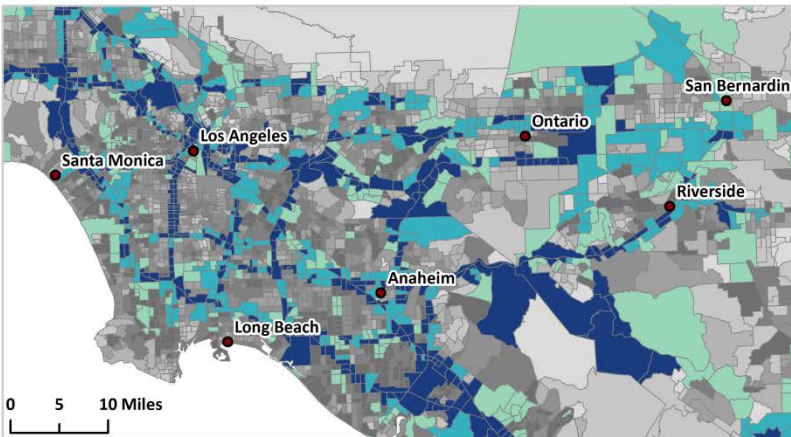 San Bernardin
Ontario
Los Angeles
Santa Monica
Riverside
Anaheim
Long Beach
0 5 10 Miles